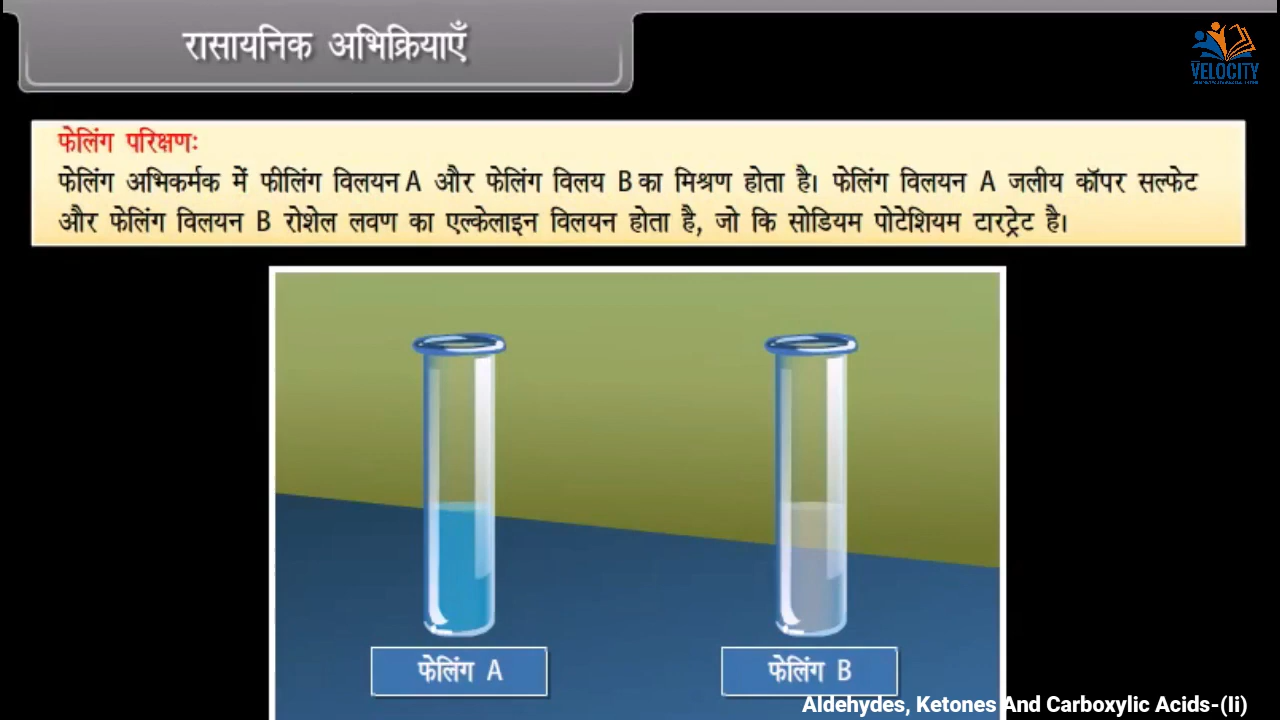 रासायनिक अभिक्रियाएँ
VELOCITY
फेलिंग परिक्षण:
फेलिंग अभिकर्मक में फीलिंग विलयन A और फेलिंग विलय B का मिश्रण होता है। फेलिंग विलयन A जलीय कॉपर सल्फेट
और फेलिंग विलयन B रोशेल लवण का एल्केलाइन विलयन होता है, जो कि सोडियम पोटेशियम टारट्रेट है।
फेलिंग A
फेलिंग B
Aldehydes, Ketones And Carboxylic Acids-(Ii)